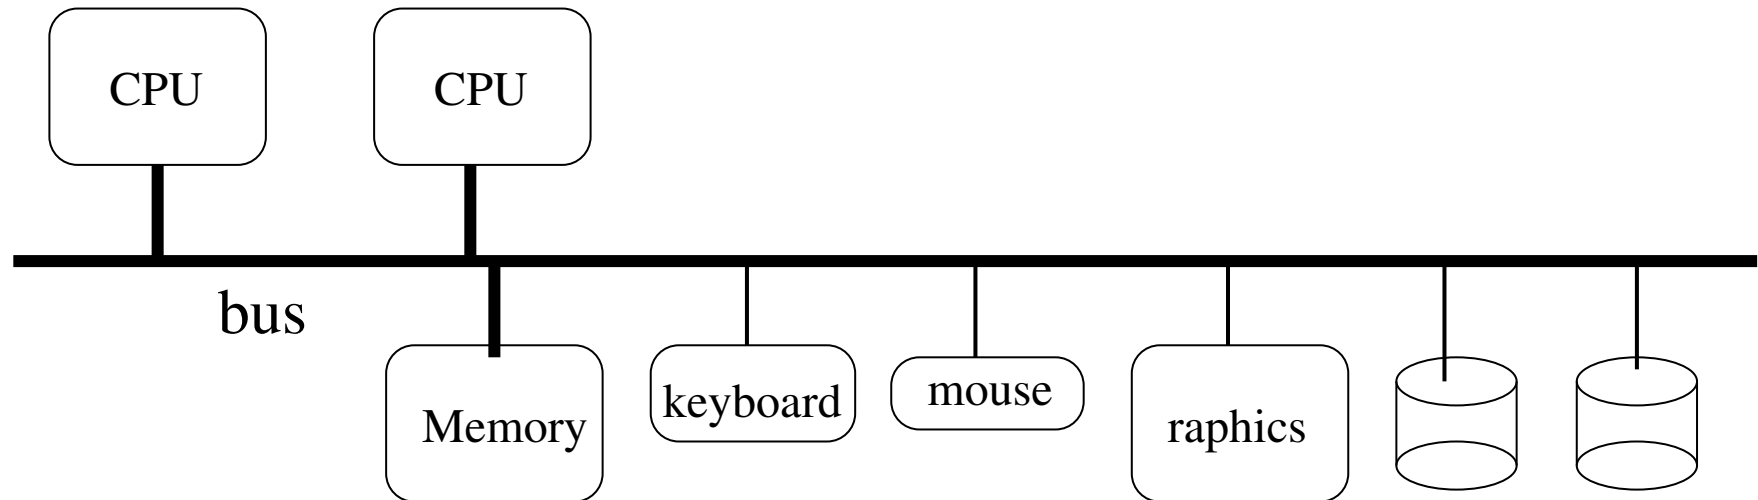 CPU
CPU
bus
Memory
keyboard
mouse
raphics